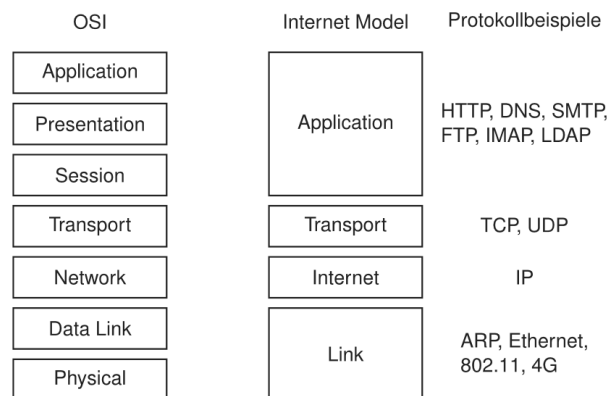 OSI
Internet Model
Protokollbeispiele
Application
Presentation
Session
Application
HTTP, DNS, SMTP,
FTP, IMAP, LDAP
Transport
Transport
TCP, UDP
Network
Internet
IP
Data Link
Physical
Link
ARP, Ethernet,
802.11, 4G